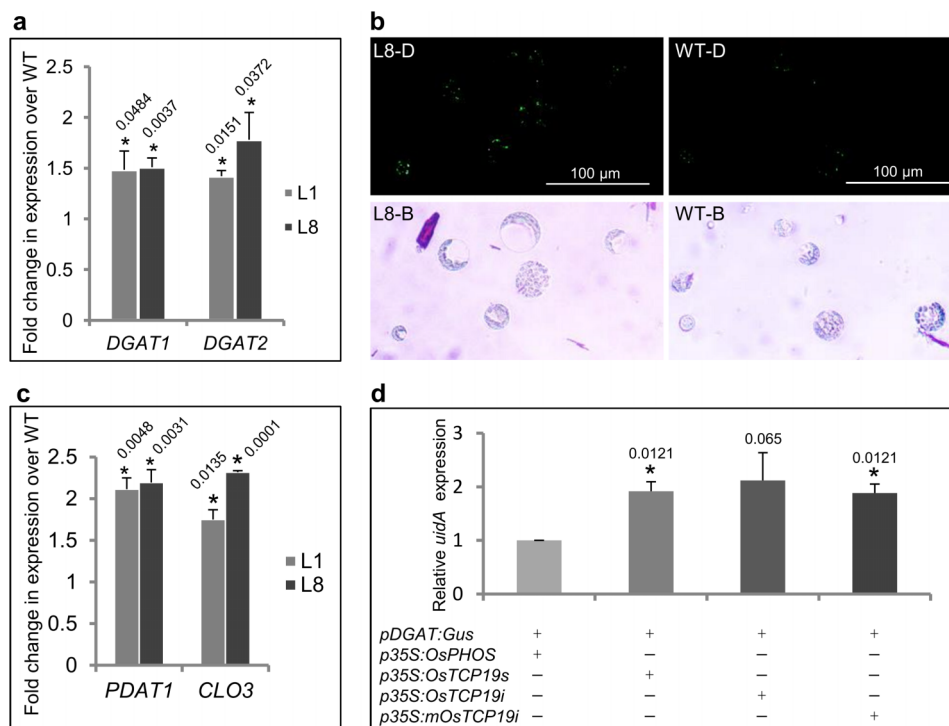 a
Fold change in expression over WT
2.5
2
1.5
1
0.5
0
0.0484
0.0037
0.0151
0.0372
* * * *
DGAT1 DGAT2
L1
L8
b
L8-D
100 µm
WT-D
100 µm
L8-B
WT-B
c
Fold change in expression over WT
2.5
2
1.5
1
0.5
0
0.0048
0.0031
0.0135
0.0001
* * * *
PDAT1 CLO3
L1
L8
d
Relative uidA expression
3
2
1
0
0.0121
0.065
0.0121
* *
pDGAT:Gus + + + +
p35S:OsPHOS + – – –
p35S:OsTCP19s – + – –
p35S:OsTCP19i – – + –
p35S:mOsTCP19i – – – +